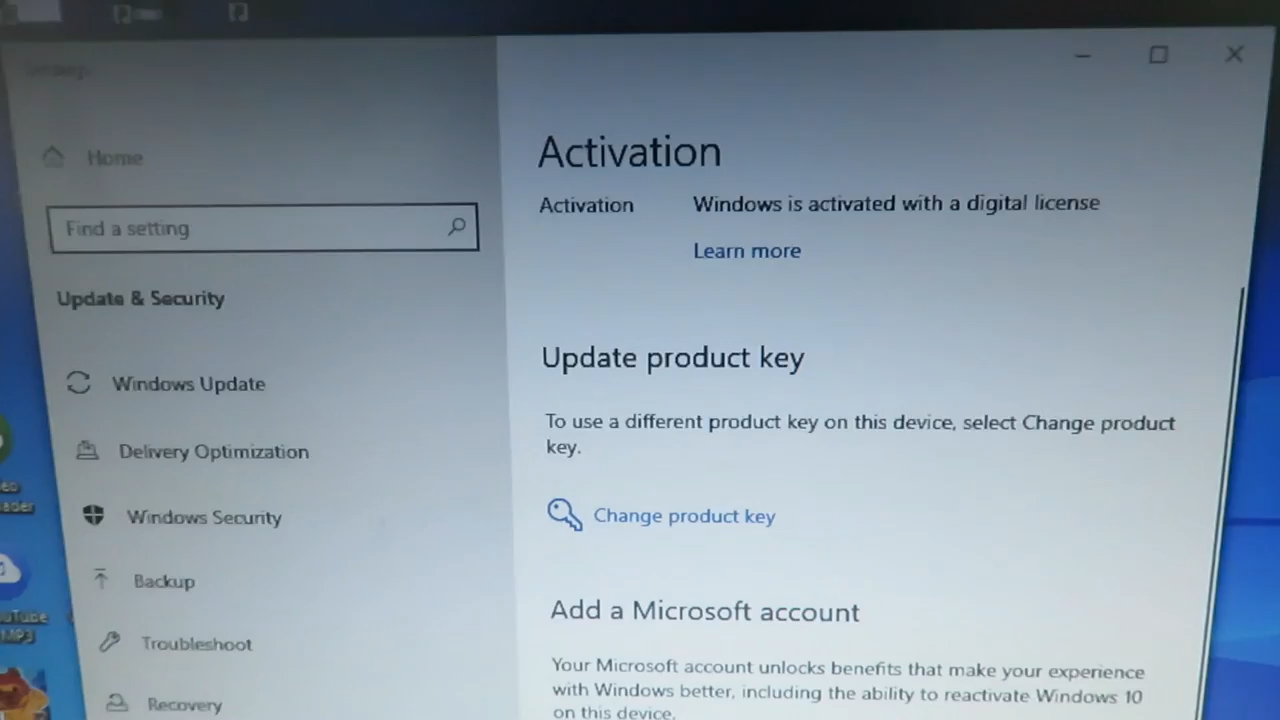 Settings
Home
Find a setting
Update & Security
Windows Update
Delivery Optimization
Windows Security
Backup
Troubleshoot
Recovery
Activation
Activation Windows is activated with a digital license
Learn more
Update product key
To use a different product key on this device, select Change product
key.
Change product key
Add a Microsoft account
Your Microsoft account unlocks benefits that make your experience
with Windows better, including the ability to reactivate Windows 10
on this device.
MP3